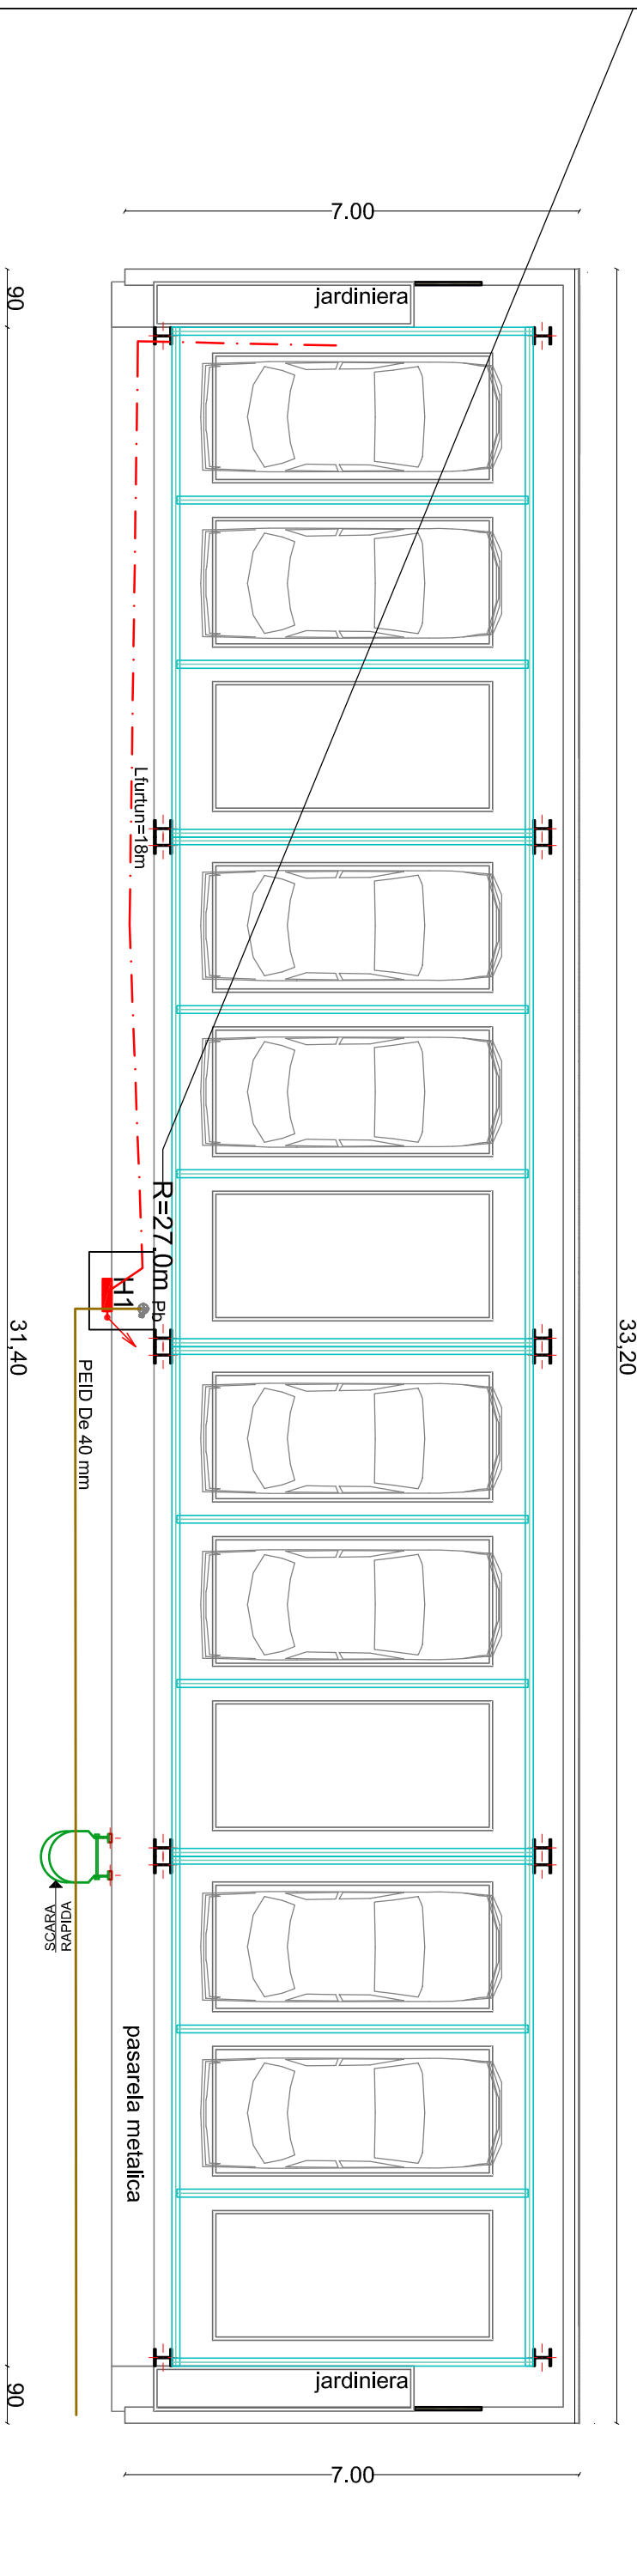 7.00
90
jardiniera
Lfurtun=18m
R=27,0m
Pb
H1
31,40
33,20
PEID De 40 mm
SCARA
RAPIDA
pasarela metalica
jardiniera
90
7.00